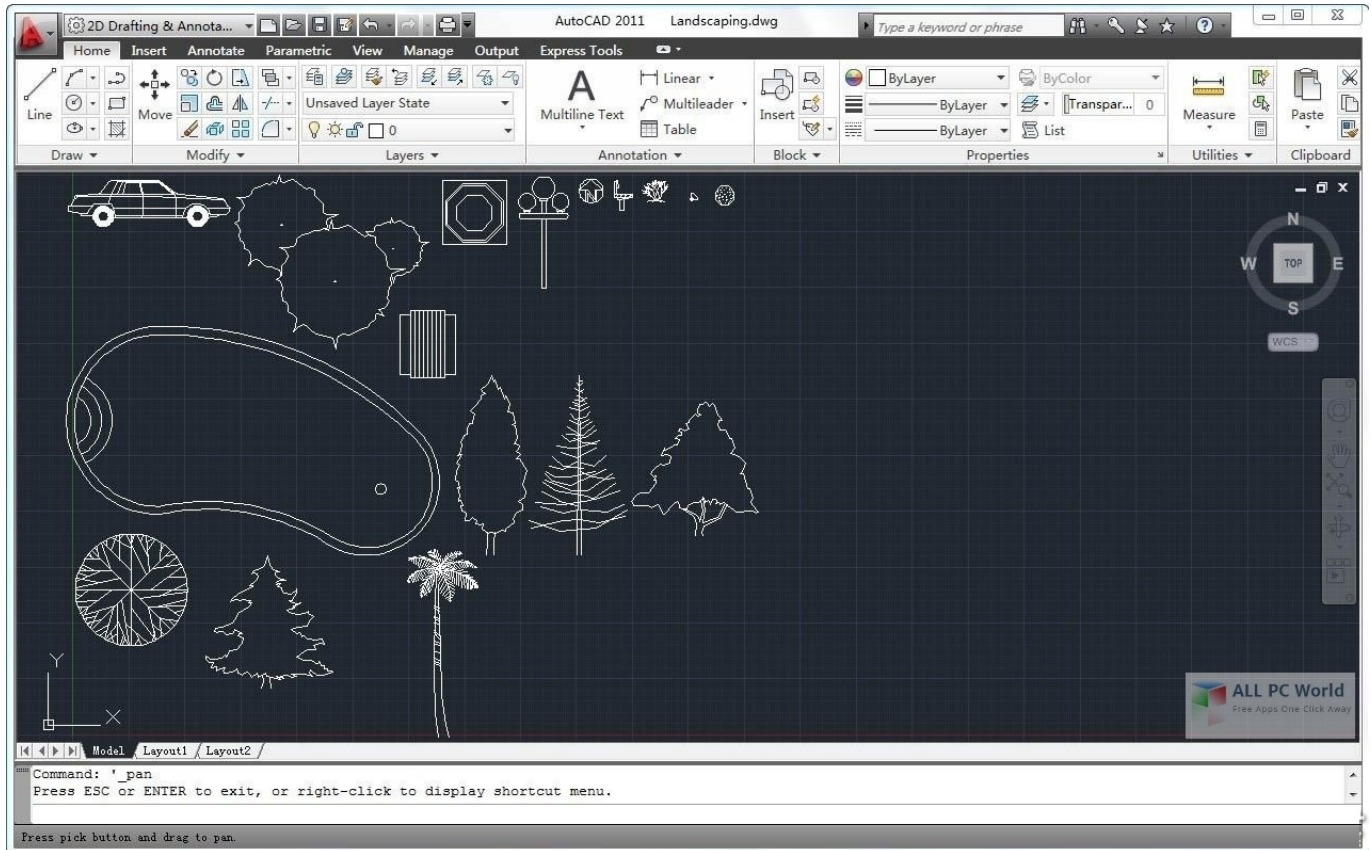 2D Drafting & Annota...
AutoCAD 2011 Landscaping.dwg
Type a keyword or phrase
Home Insert Annotate Parametric View Manage Output Express Tools
Line
Move
Unsaved Layer State
0
Multiline Text
Linear
Multileader
Table
Insert
ByLayer
ByLayer
ByLayer
ByColor
Transpar... 0
List
Measure
Paste
Draw Modify Layers Annotation Block Properties Utilities Clipboard
N
N
W TOP E
S
WCS
Y
X
ALL PC World
Free Apps One Click Away
Model Layout1 Layout2
Command: '_pan
Press ESC or ENTER to exit, or right-click to display shortcut menu.
Press pick button and drag to pan.